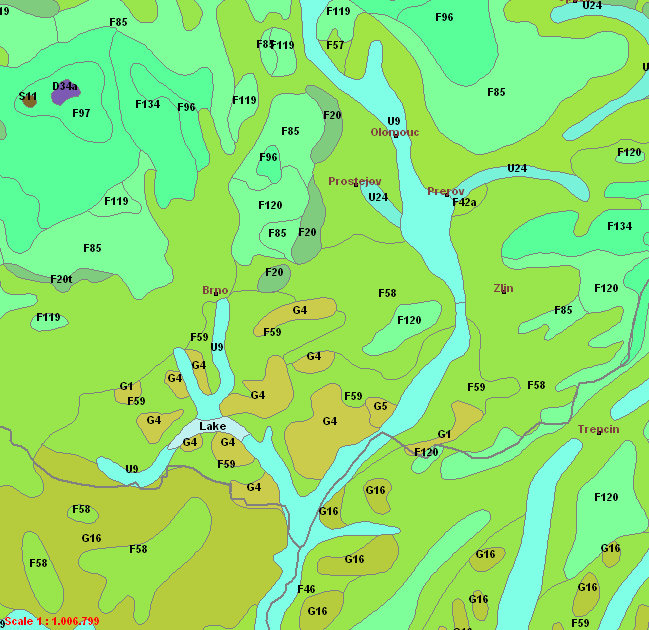 19
F85
F119
F96
U24
F85
F119
F57
U
D34a
S11
F97
F134
F96
F119
F85
F20
U9
Olomouc
F85
F96
F120
Prostejov
U24
Prerov
U24
F42a
F119
F120
F85
F20
F134
F85
F20t
F20
Brno
F58
Zlin
F120
F119
G4
F59
F120
F85
F59
U9
G4
G4
G4
G1
F59
G4
F59
G5
F59
F58
G4
Lake
G4
G4
G4
G1
Trencin
F120
U9
F59
G4
G16
F120
F58
G16
G16
F58
F58
G16
G16
G16
F46
G16
G16
G16
F59
Scale 1 : 1.006.799